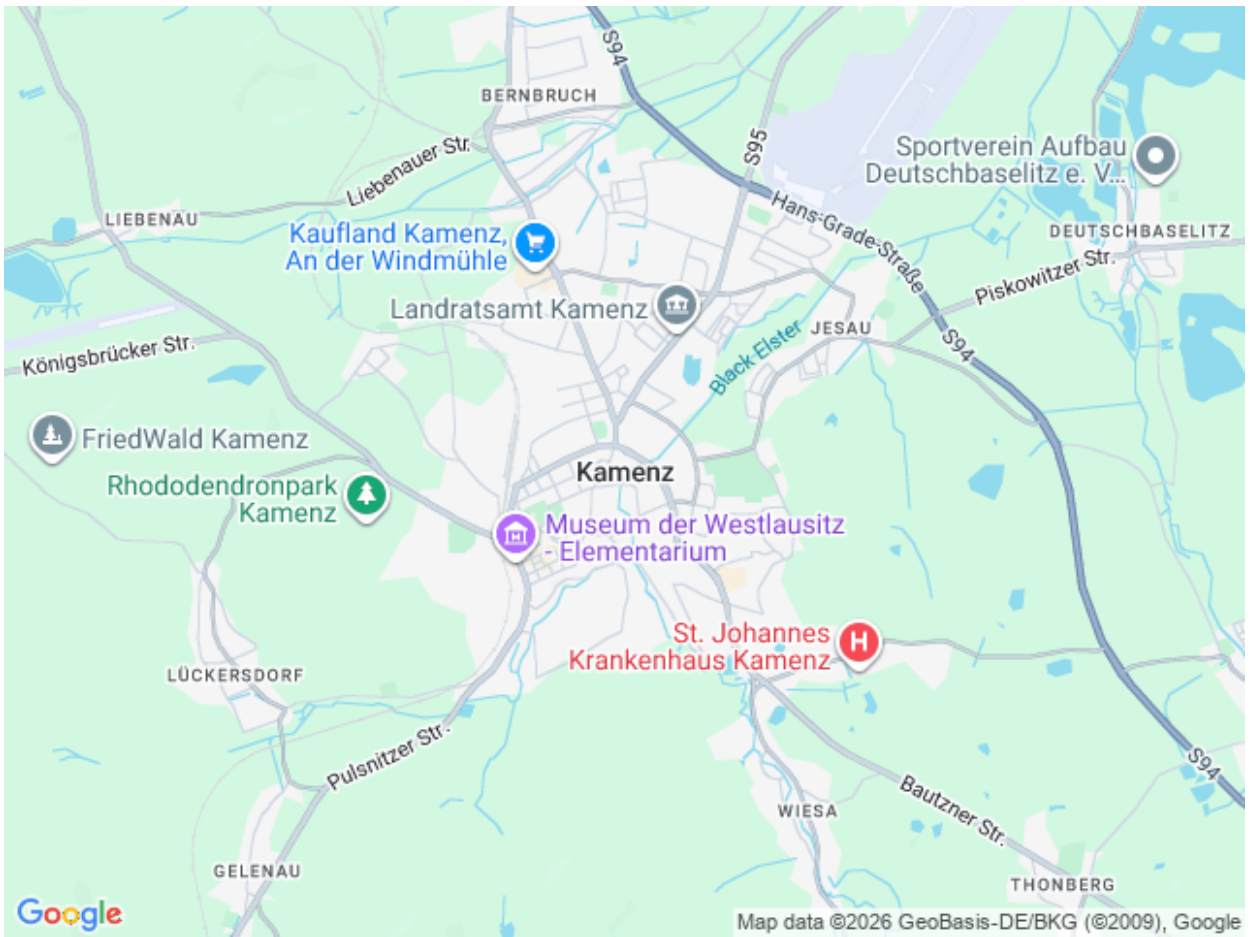 S94
BERNBRUCH
S95
Liebenauer Str.
Sportverein Aufbau
Deutschbaselitz e. V...
LIEBENAU
Hans-Grade-Straße
Kaufland Kamenz,
An der Windmühle
DEUTSCHBASELITZ
Piskowitzer Str.
Landratsamt Kamenz
JESAU
Königsbrücker Str.
Black Elster
S94
FriedWald Kamenz
Kamenz
Rhododendronpark
Kamenz
Museum der Westlausitz
- Elementarium
St. Johannes
Krankenhaus Kamenz
LÜCKERSDORF
Pulsnitzer Str.
S94
Bautzner Str.
WIESA
GELENAU
THONBERG
Google
Map data ©2026 GeoBasis-DE/BKG (©2009), Google